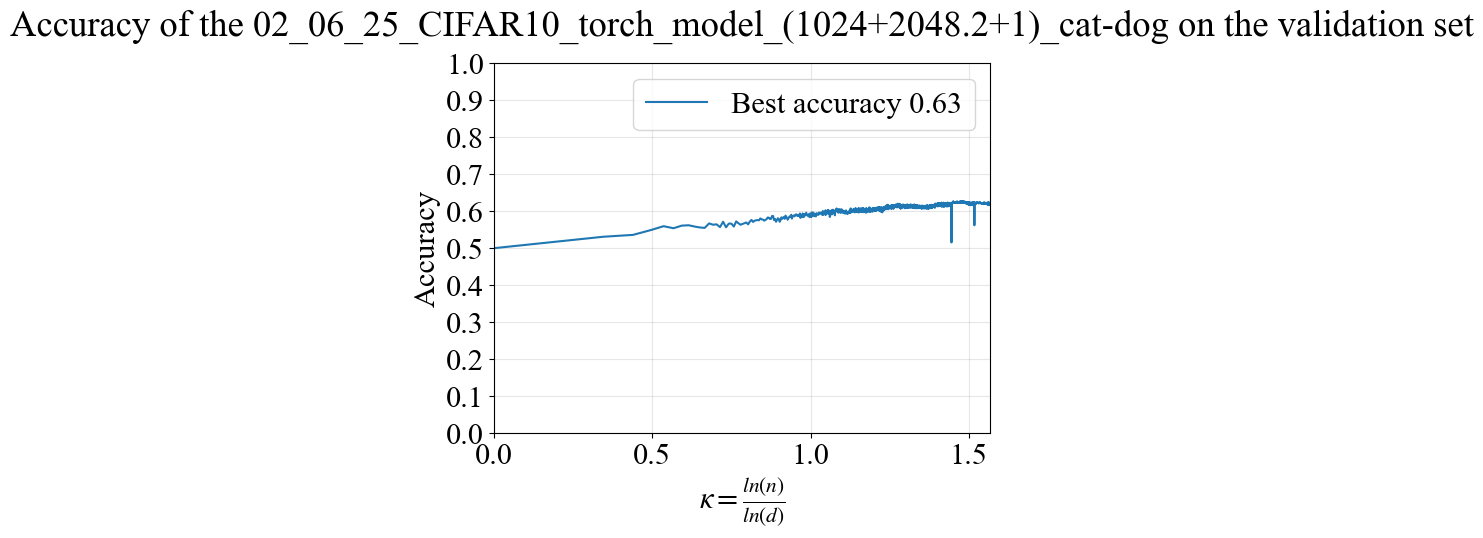 Accuracy of the 02_06_25_CIFAR10_torch_model_(1024+2048.2+1)_cat-dog on the validation set
1.0
0.9
0.8
0.7
0.6
0.5
0.4
0.3
0.2
0.1
0.0
Accuracy
Best accuracy 0.63
0.0 0.5 1.0 1.5
κ = ln(n) / ln(d)